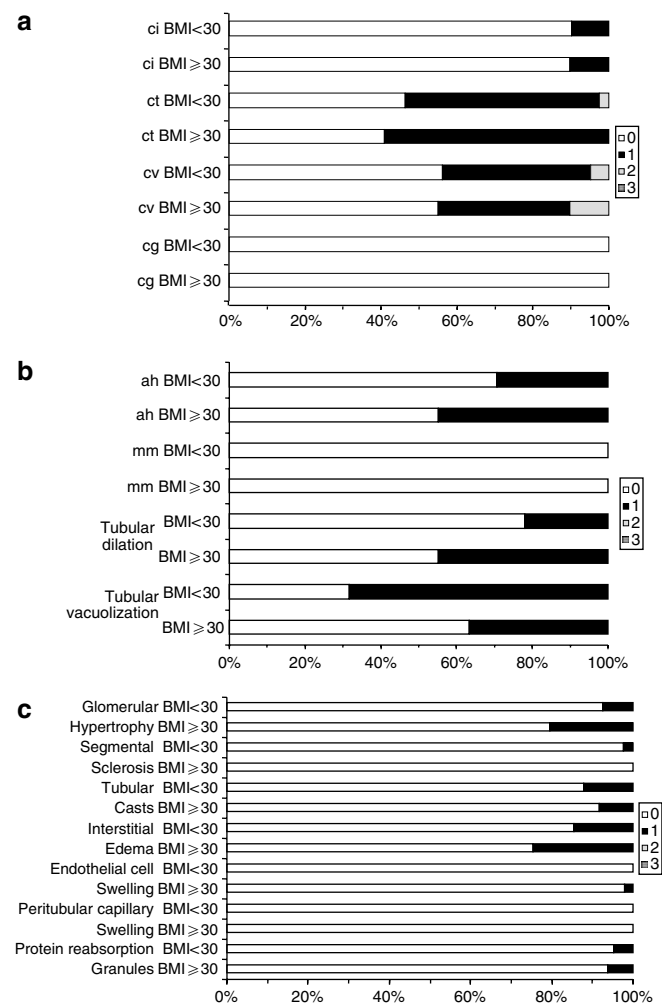 a
ci BMI<30
ci BMI⩾30
ct BMI<30
ct BMI⩾30
cv BMI<30
cv BMI⩾30
cg BMI<30
cg BMI⩾30
0% 20% 40% 60% 80% 100%
0
1
2
3
b
ah BMI<30
ah BMI⩾30
mm BMI<30
mm BMI⩾30
Tubular dilation BMI<30
BMI⩾30
Tubular vacuolization BMI<30
BMI⩾30
0% 20% 40% 60% 80% 100%
0
1
2
3
c
Glomerular BMI<30
Hypertrophy BMI⩾30
Segmental BMI<30
Sclerosis BMI⩾30
Tubular BMI<30
Casts BMI⩾30
Interstitial BMI<30
Edema BMI⩾30
Endothelial cell BMI<30
Swelling BMI⩾30
Peritubular capillary BMI<30
Swelling BMI⩾30
Protein reabsorption BMI<30
Granules BMI⩾30
0% 20% 40% 60% 80% 100%
0
1
2
3